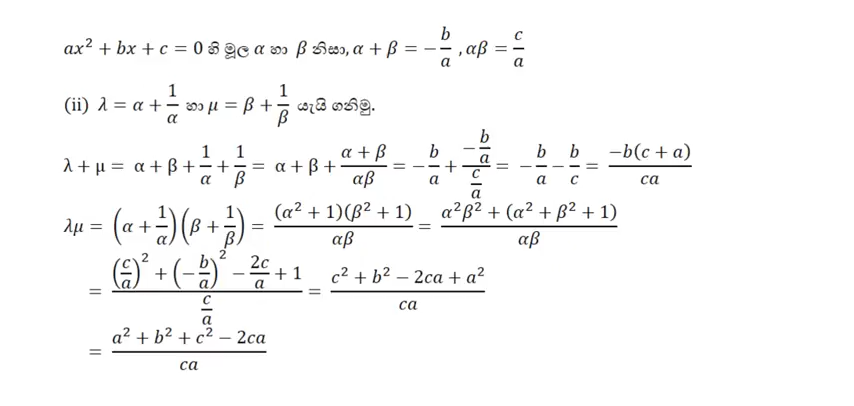 ax² + bx + c = 0 හි මූල α හා β නිසා, α + β = −b/a , αβ = c/a
(ii) λ = α + 1/α හා μ = β + 1/β යැයි ගනිමු.
λ + μ = α + β + 1/α + 1/β = α + β + (α + β)/(αβ) = −b/a + (−b/a)/(c/a) = −b/a − b/c = −b(c + a)/(ca)
λμ = (α + 1/α)(β + 1/β) = ((α² + 1)(β² + 1))/(αβ) = (α²β² + (α² + β² + 1))/(αβ)
= ((c/a)² + (−b/a)² − 2c/a + 1)/(c/a) = (c² + b² − 2ca + a²)/(ca)
= (a² + b² + c² − 2ca)/(ca)